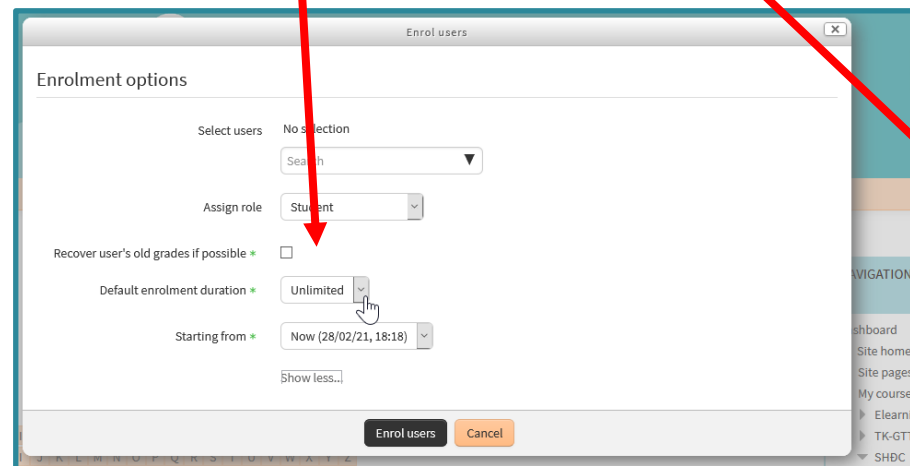 Enrol users
Enrolment options
Select users No selection
Search
Assign role Student
Recover user's old grades if possible *
Default enrolment duration * Unlimited
Starting from * Now (28/02/21, 18:18)
Show less...
Enrol users Cancel
AVIGATION
shboard
Site home
Site pages
My course
Elearni
TK-GTT
SHĐC
I J K L M N O P Q R S T U V W X Y Z